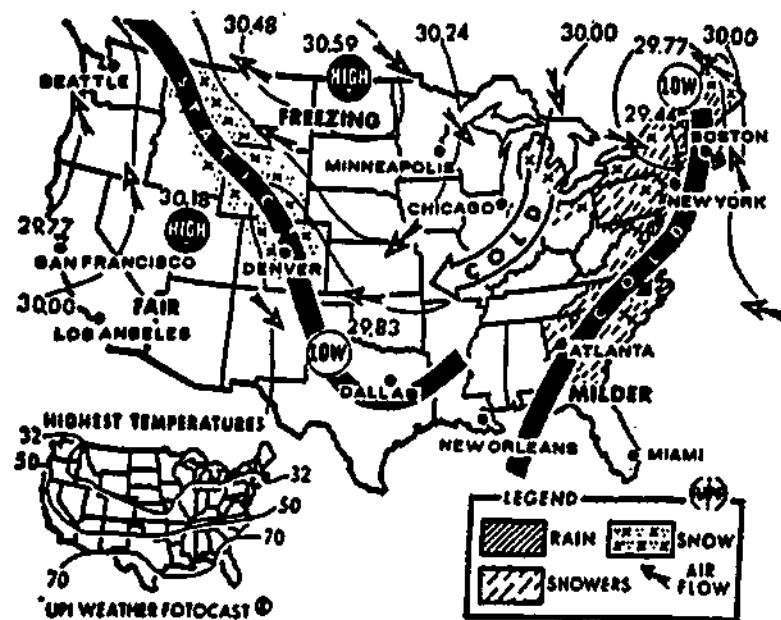 30.48
30.59
30.24
30.00
29.77
30.00
SEATTLE
HIGH
LOW
FREEZING
STATIC
29.44
BOSTON
MINNEAPOLIS
30.18
CHICAGO
NEW YORK
29.77
HIGH
COLD
SAN FRANCISCO
DENVER
COLD
30.00
FAIR
LOS ANGELES
29.83
LOW
ATLANTA
DALLAS
MILDER
HIGHEST TEMPERATURES
NEW ORLEANS
MIAMI
32
50
32
50
70
70
LEGEND
RAIN
SNOW
SHOWERS
AIR
FLOW
UPI WEATHER FOTOCAST ©